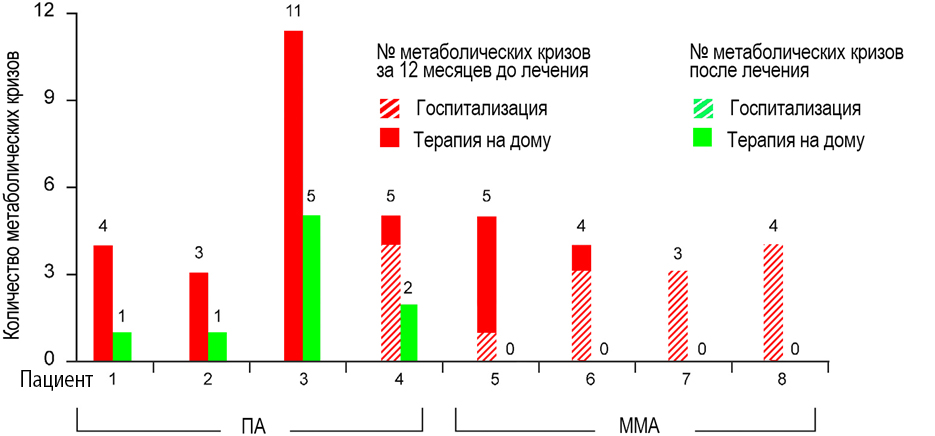 12
9
6
3
0
Количество метаболических кризов
№ метаболических кризов
за 12 месяцев до лечения
Госпитализация
Терапия на дому
№ метаболических кризов
после лечения
Госпитализация
Терапия на дому
4
1
3
1
11
5
5
2
5
0
4
0
3
0
4
0
Пациент 1 2 3 4 5 6 7 8
ПА ММА